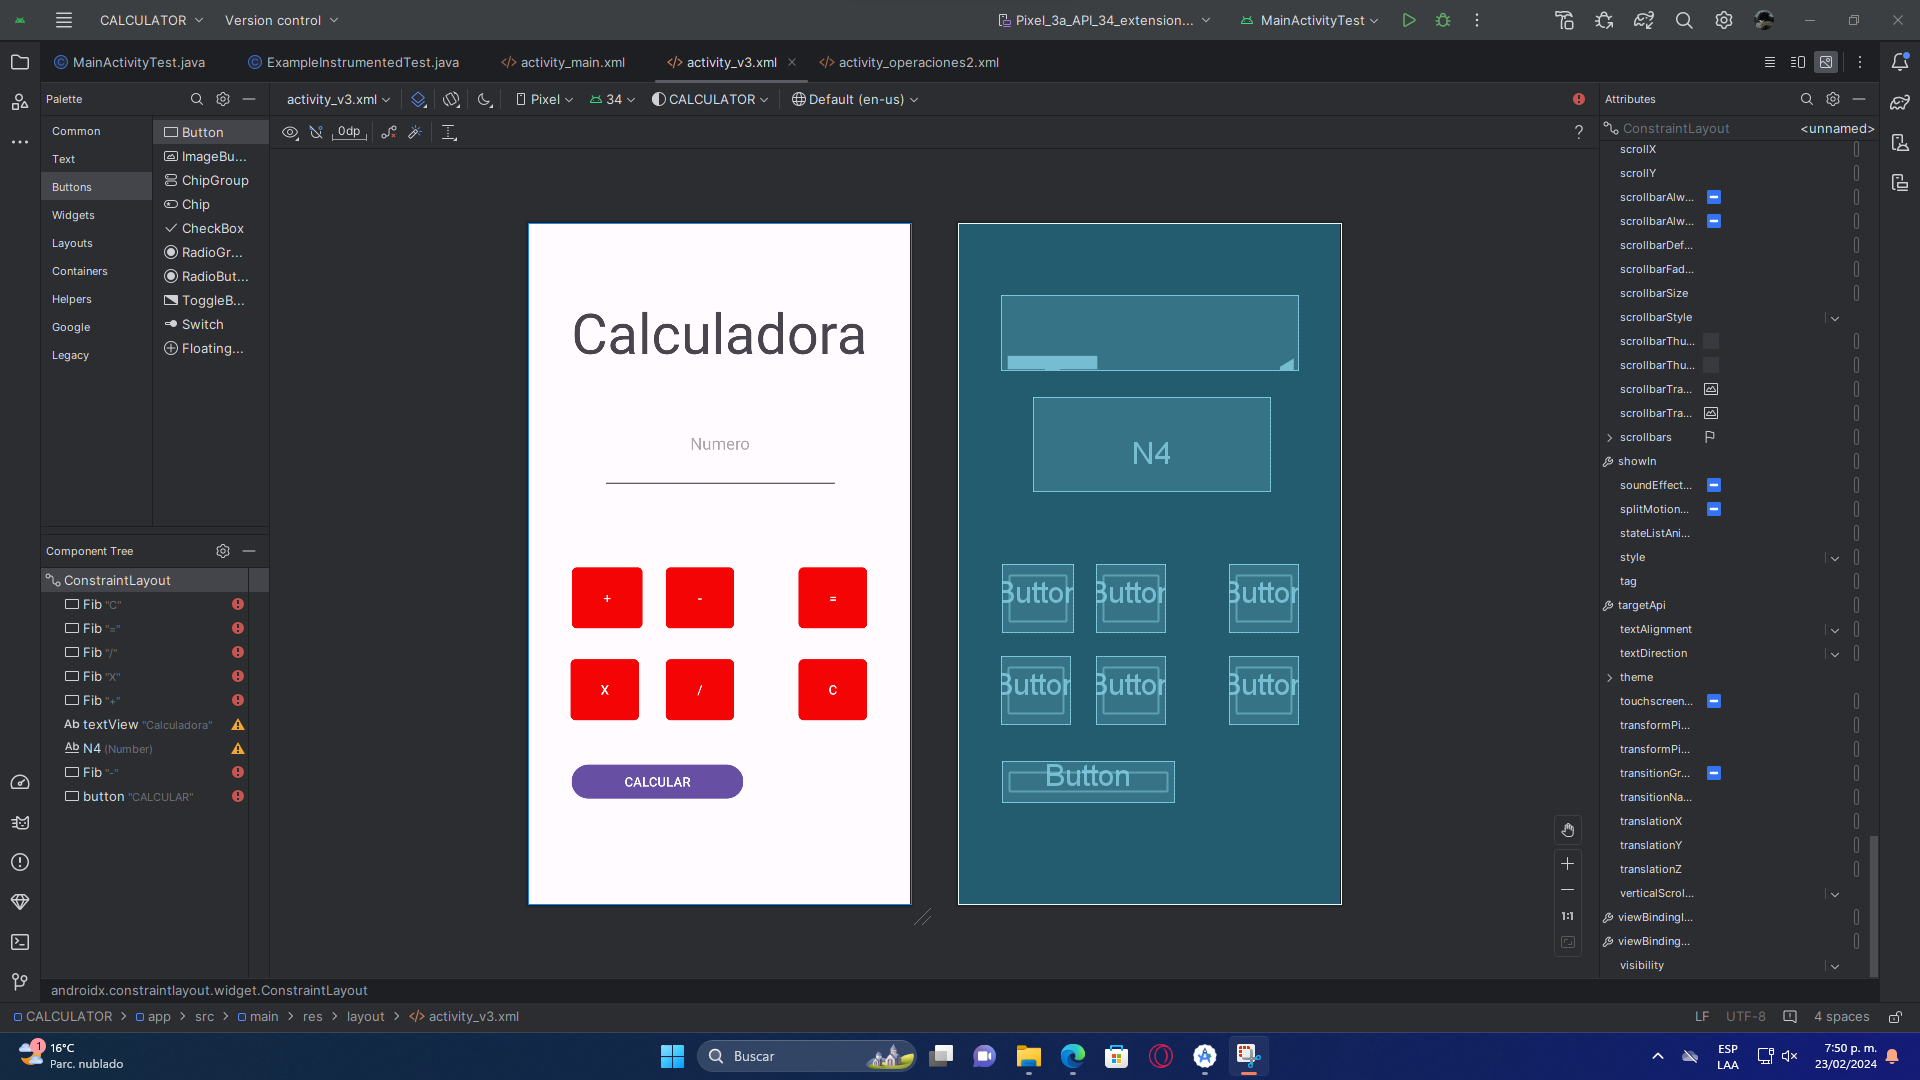 CALCULATOR
Version control
Pixel_3a_API_34_extension...
MainActivityTest
MainActivityTest.java
ExampleInstrumentedTest.java
activity_main.xml
activity_v3.xml
activity_operaciones2.xml
Palette
activity_v3.xml
Pixel
34
CALCULATOR
Default (en-us)
Attributes
0dp
?
ConstraintLayout
<unnamed>
Common
Text
Buttons
Widgets
Layouts
Containers
Helpers
Google
Legacy
Button
ImageBu...
ChipGroup
Chip
CheckBox
RadioGr...
RadioBut...
ToggleB...
Switch
Floating...
Component Tree
ConstraintLayout
Fib "C"
Fib "="
Fib "/"
Fib "X"
Fib "+"
Ab textView "Calculadora"
Ab N4 (Number)
Fib "-"
button "CALCULAR"
Calculadora
Numero
+
-
=
X
/
C
CALCULAR
N4
Button
Button
Button
Button
Button
Button
Button
1:1
scrollX
scrollY
scrollbarAlw...
scrollbarAlw...
scrollbarDef...
scrollbarFad...
scrollbarSize
scrollbarStyle
scrollbarThu...
scrollbarThu...
scrollbarTra...
scrollbarTra...
scrollbars
showIn
soundEffect...
splitMotion...
stateListAni...
style
tag
targetApi
textAlignment
textDirection
theme
touchscreen...
transformPi...
transformPi...
transitionGr...
transitionNa...
translationX
translationY
translationZ
verticalScrol...
viewBindingI...
viewBinding...
visibility
androidx.constraintlayout.widget.ConstraintLayout
CALCULATOR > app > src > main > res > layout > activity_v3.xml
LF
UTF-8
4 spaces
1
16°C
Parc. nublado
Buscar
ESP
LAA
7:50 p. m.
23/02/2024